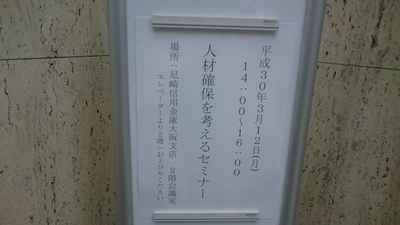 平成30年3月12日(月)
14:00~16:00
人材確保を考えるセミナー
場所:尼崎信用金庫大阪支店 2階会議室
エレベーターより2階へお上がりください